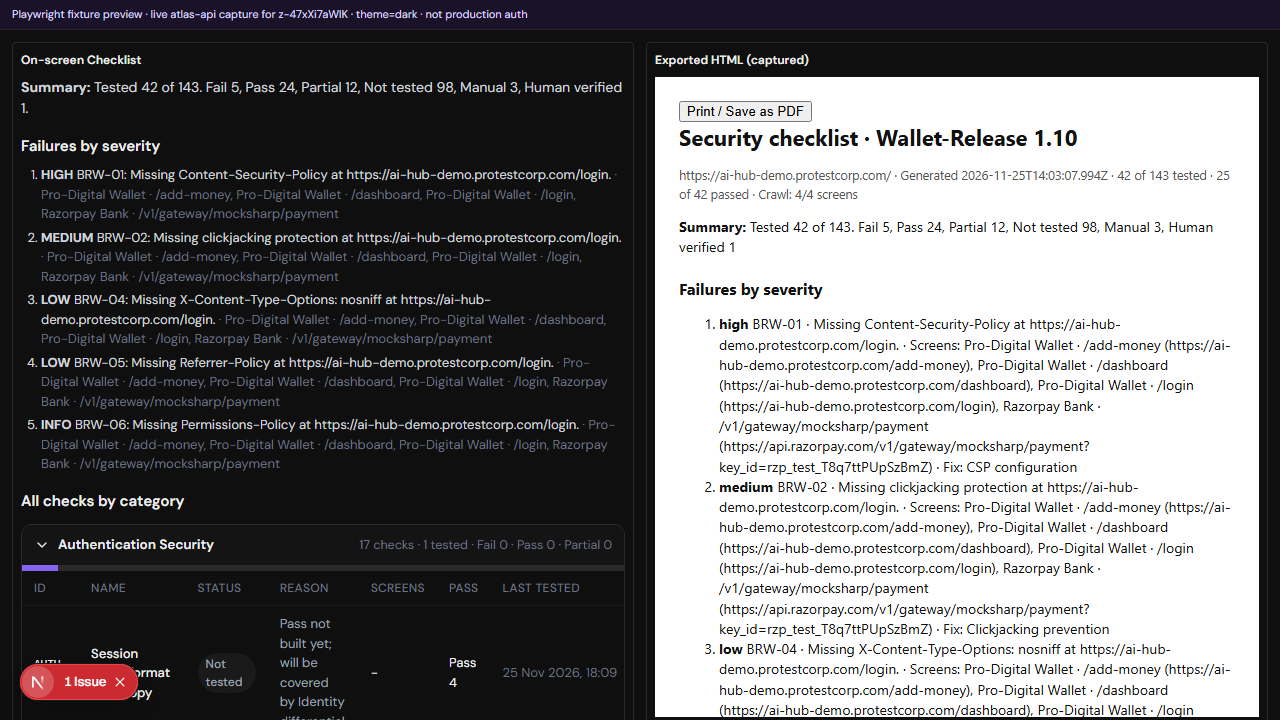 Playwright fixture preview · live atlas-api capture for z-47xXi7aWlK · theme=dark · not production auth
On-screen Checklist
Summary: Tested 42 of 143. Fail 5, Pass 24, Partial 12, Not tested 98, Manual 3, Human verified
1.
Failures by severity
1. HIGH BRW-01: Missing Content-Security-Policy at https://ai-hub-demo.protestcorp.com/login. ·
Pro-Digital Wallet · /add-money, Pro-Digital Wallet · /dashboard, Pro-Digital Wallet · /login,
Razorpay Bank · /v1/gateway/mocksharp/payment
2. MEDIUM BRW-02: Missing clickjacking protection at https://ai-hub-demo.protestcorp.com/login.
· Pro-Digital Wallet · /add-money, Pro-Digital Wallet · /dashboard, Pro-Digital Wallet · /login,
Razorpay Bank · /v1/gateway/mocksharp/payment
3. LOW BRW-04: Missing X-Content-Type-Options: nosniff at https://ai-hub-
demo.protestcorp.com/login. · Pro-Digital Wallet · /add-money, Pro-Digital Wallet · /dashboard,
Pro-Digital Wallet · /login, Razorpay Bank · /v1/gateway/mocksharp/payment
4. LOW BRW-05: Missing Referrer-Policy at https://ai-hub-demo.protestcorp.com/login. · Pro-
Digital Wallet · /add-money, Pro-Digital Wallet · /dashboard, Pro-Digital Wallet · /login, Razorpay
Bank · /v1/gateway/mocksharp/payment
5. INFO BRW-06: Missing Permissions-Policy at https://ai-hub-demo.protestcorp.com/login. · Pro-
Digital Wallet · /add-money, Pro-Digital Wallet · /dashboard, Pro-Digital Wallet · /login, Razorpay
Bank · /v1/gateway/mocksharp/payment
All checks by category
Authentication Security
17 checks · 1 tested · Fail 0 · Pass 0 · Partial 0
ID NAME STATUS REASON SCREENS PASS LAST TESTED
Session
Not
tested
Pass not
built yet;
will be
covered
by Identity
differential
-
Pass
4
25 Nov 2026, 18:09
1 Issue
Exported HTML (captured)
Print / Save as PDF
Security checklist · Wallet-Release 1.10
https://ai-hub-demo.protestcorp.com/ · Generated 2026-11-25T14:03:07.994Z · 42 of 143 tested · 25
of 42 passed · Crawl: 4/4 screens
Summary: Tested 42 of 143. Fail 5, Pass 24, Partial 12, Not tested 98, Manual 3, Human
verified 1
Failures by severity
1. high BRW-01 · Missing Content-Security-Policy at https://ai-hub-
demo.protestcorp.com/login. · Screens: Pro-Digital Wallet · /add-money (https://ai-
hub-demo.protestcorp.com/add-money), Pro-Digital Wallet · /dashboard
(https://ai-hub-demo.protestcorp.com/dashboard), Pro-Digital Wallet · /login
(https://ai-hub-demo.protestcorp.com/login), Razorpay Bank ·
/v1/gateway/mocksharp/payment
(https://api.razorpay.com/v1/gateway/mocksharp/payment?
key_id=rzp_test_T8q7ttPUpSzBmZ) · Fix: CSP configuration
2. medium BRW-02 · Missing clickjacking protection at https://ai-hub-
demo.protestcorp.com/login. · Screens: Pro-Digital Wallet · /add-money (https://ai-
hub-demo.protestcorp.com/add-money), Pro-Digital Wallet · /dashboard
(https://ai-hub-demo.protestcorp.com/dashboard), Pro-Digital Wallet · /login
(https://ai-hub-demo.protestcorp.com/login), Razorpay Bank ·
/v1/gateway/mocksharp/payment
(https://api.razorpay.com/v1/gateway/mocksharp/payment?
key_id=rzp_test_T8q7ttPUpSzBmZ) · Fix: Clickjacking prevention
3. low BRW-04 · Missing X-Content-Type-Options: nosniff at https://ai-hub-
demo.protestcorp.com/login. · Screens: Pro-Digital Wallet · /add-money (https://ai-
hub-demo.protestcorp.com/add-money), Pro-Digital Wallet · /dashboard
(https://ai-hub-demo.protestcorp.com/dashboard), Pro-Digital Wallet · /login